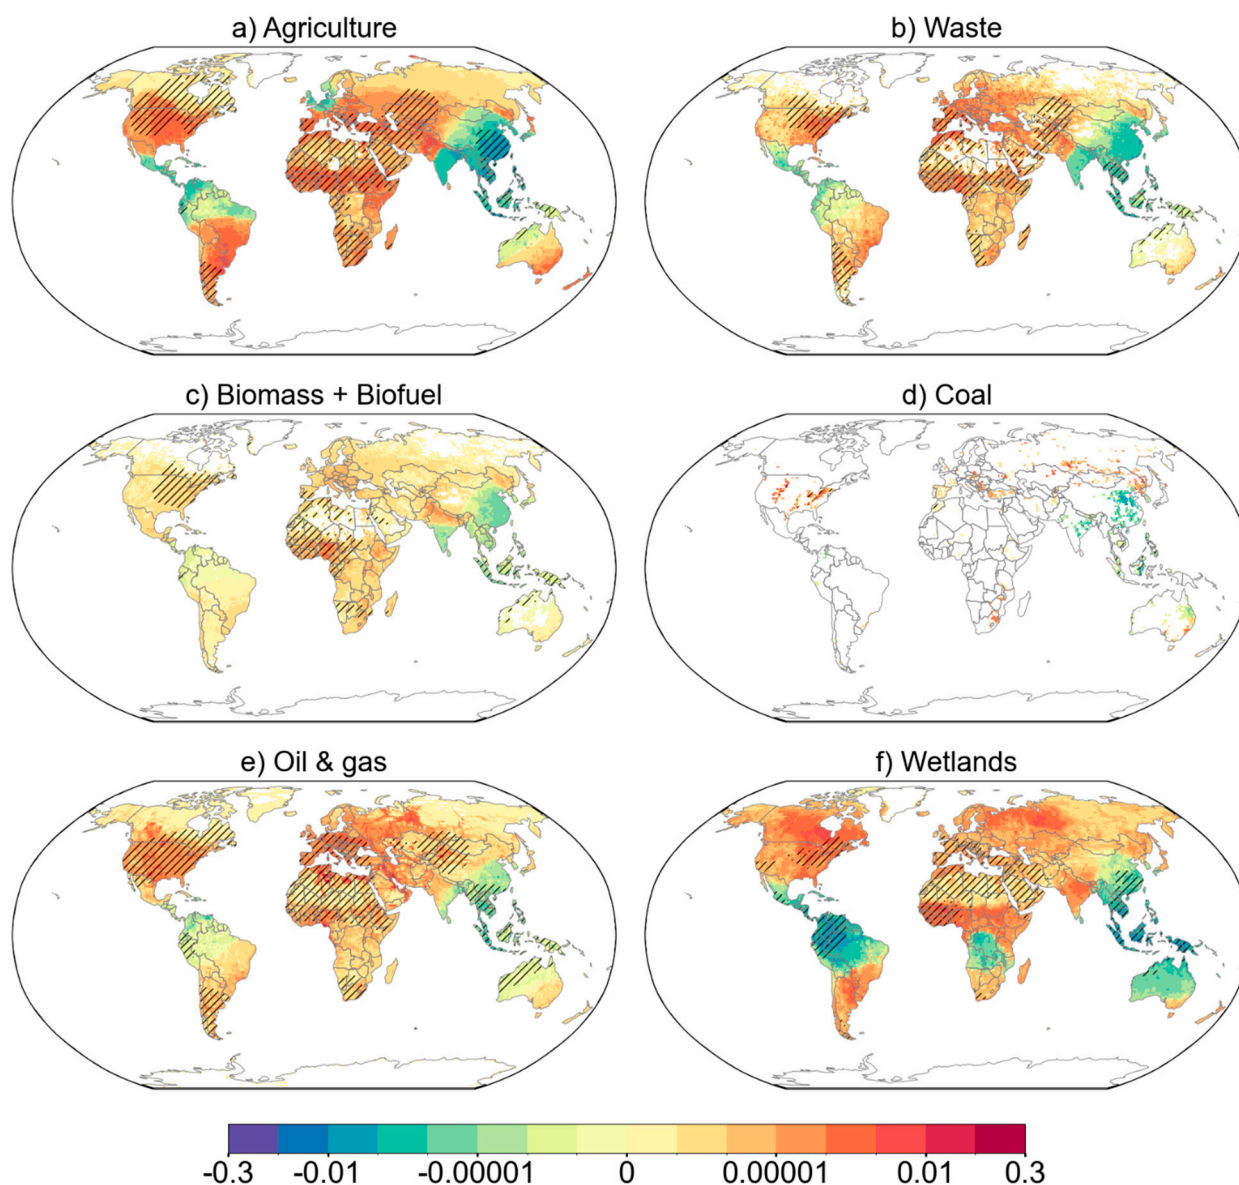 a) Agriculture
b) Waste
c) Biomass + Biofuel
d) Coal
e) Oil & gas
f) Wetlands
-0.3 -0.01 -0.00001 0 0.00001 0.01 0.3